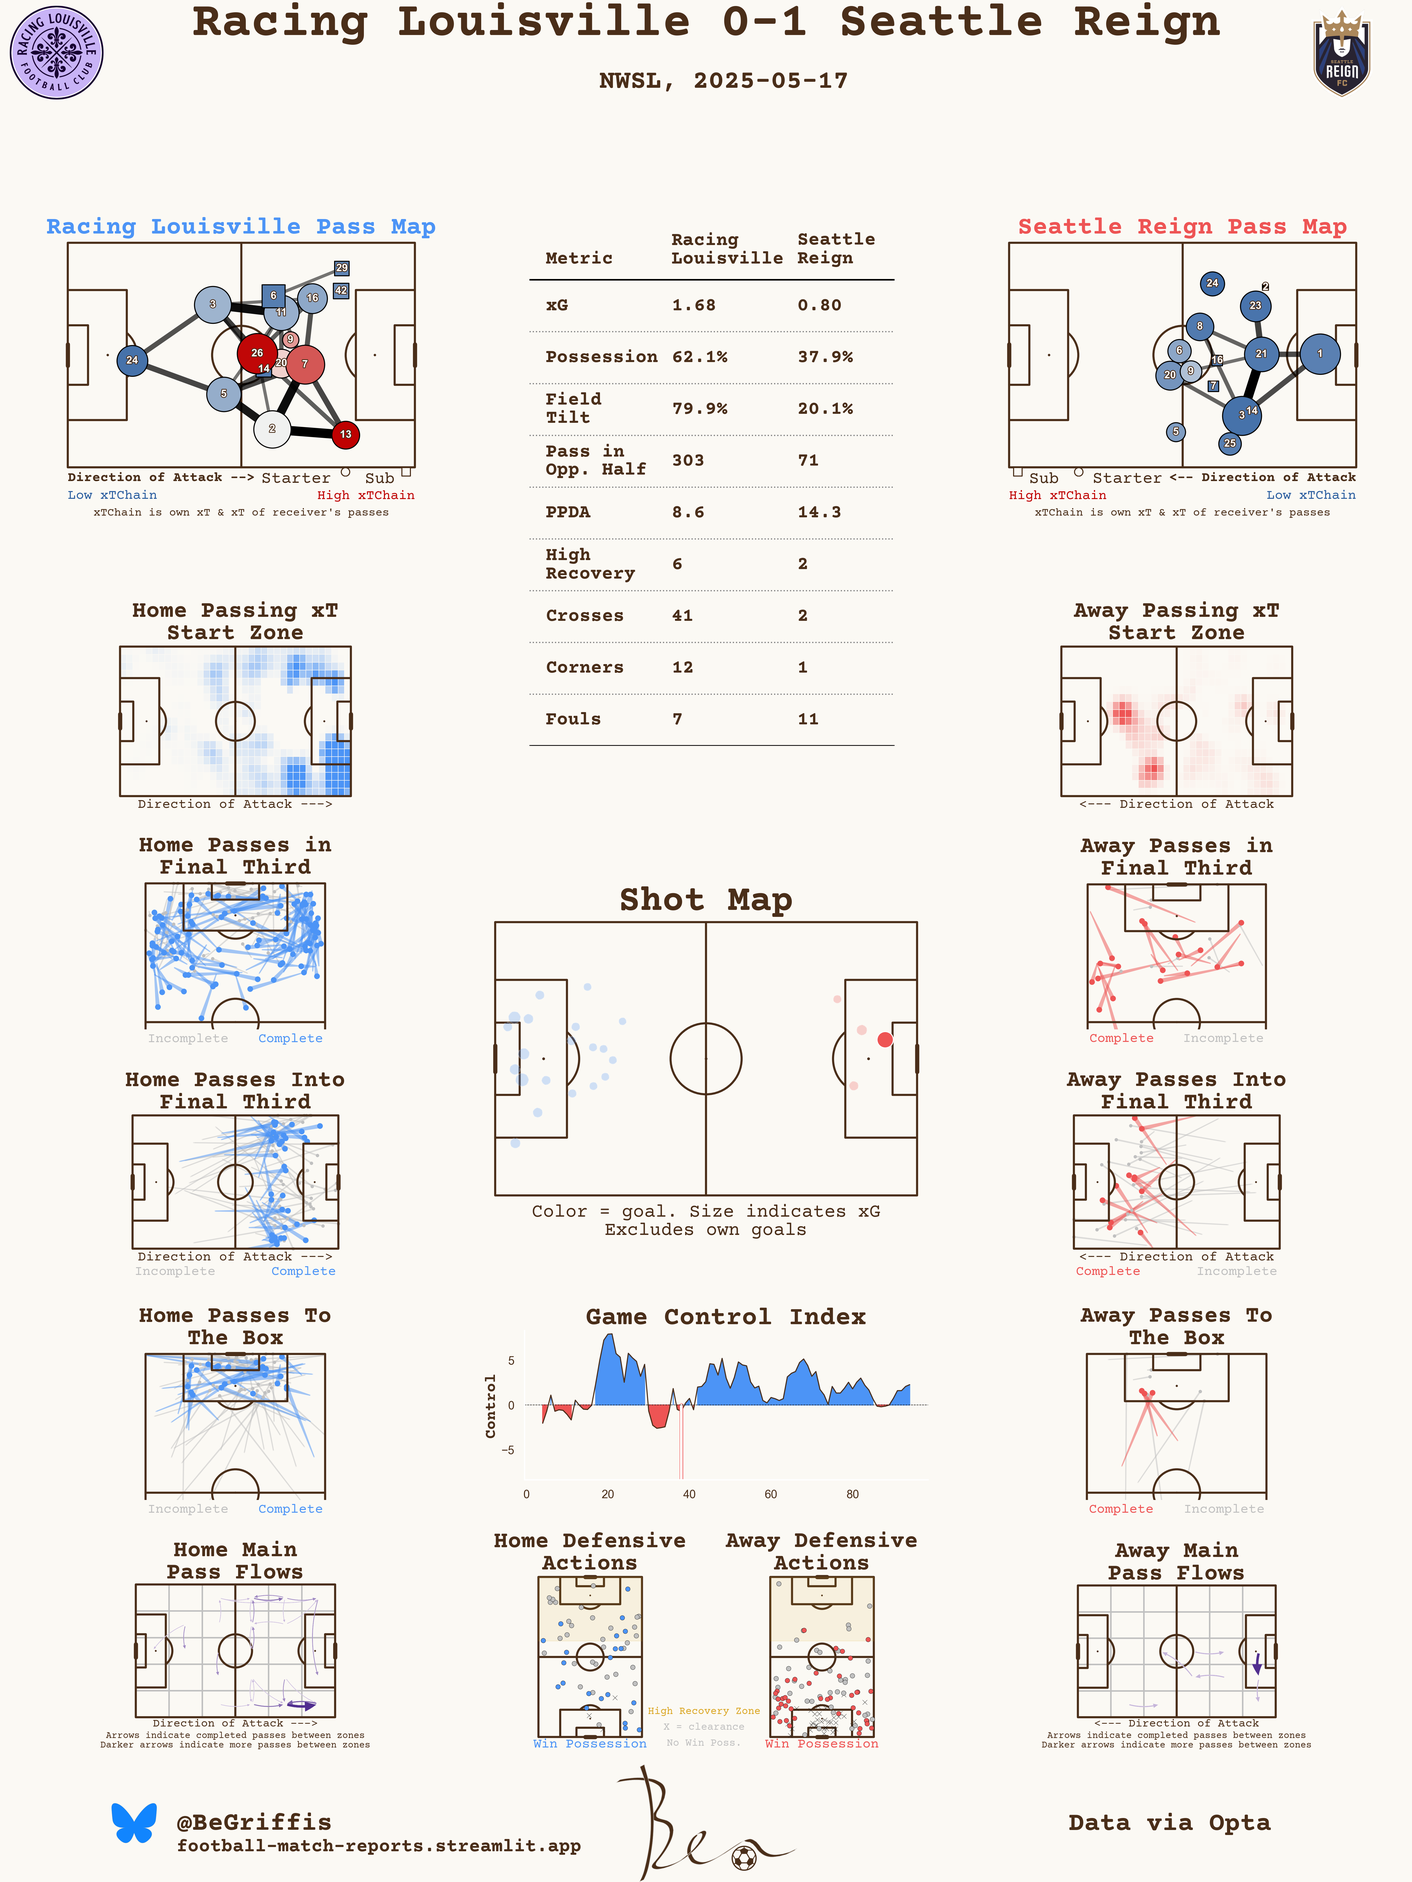 Racing Louisville 0-1 Seattle Reign
NWSL, 2025-05-17
RACING LOUISVILLE
FOOTBALL CLUB
SEATTLE
REIGN
FC
Racing Louisville Pass Map
29
42
6
16
3
11
9
26
20
7
14
24
5
2
13
Direction of Attack --> Starter Sub
Low xTChain High xTChain
xTChain is own xT & xT of receiver's passes
Metric Racing Louisville Seattle Reign
xG 1.68 0.80
Possession 62.1% 37.9%
Field Tilt 79.9% 20.1%
Pass in Opp. Half 303 71
PPDA 8.6 14.3
High Recovery 6 2
Crosses 41 2
Corners 12 1
Fouls 7 11
Seattle Reign Pass Map
24
2
23
8
6
16
21
1
20
9
7
3
14
5
25
Sub Starter <-- Direction of Attack
High xTChain Low xTChain
xTChain is own xT & xT of receiver's passes
Home Passing xT
Start Zone
Direction of Attack --->
Away Passing xT
Start Zone
<--- Direction of Attack
Home Passes in
Final Third
Incomplete Complete
Away Passes in
Final Third
Complete Incomplete
Shot Map
Color = goal. Size indicates xG
Excludes own goals
Home Passes Into
Final Third
Direction of Attack --->
Incomplete Complete
Away Passes Into
Final Third
<--- Direction of Attack
Complete Incomplete
Home Passes To
The Box
Incomplete Complete
Game Control Index
Control
5
0
−5
0 20 40 60 80
Away Passes To
The Box
Complete Incomplete
Home Main
Pass Flows
Direction of Attack --->
Arrows indicate completed passes between zones
Darker arrows indicate more passes between zones
Home Defensive
Actions
Win Possession
High Recovery Zone
X = clearance
No Win Poss.
Away Defensive
Actions
Win Possession
Away Main
Pass Flows
<--- Direction of Attack
Arrows indicate completed passes between zones
Darker arrows indicate more passes between zones
@BeGriffis
football-match-reports.streamlit.app
Ben
Data via Opta